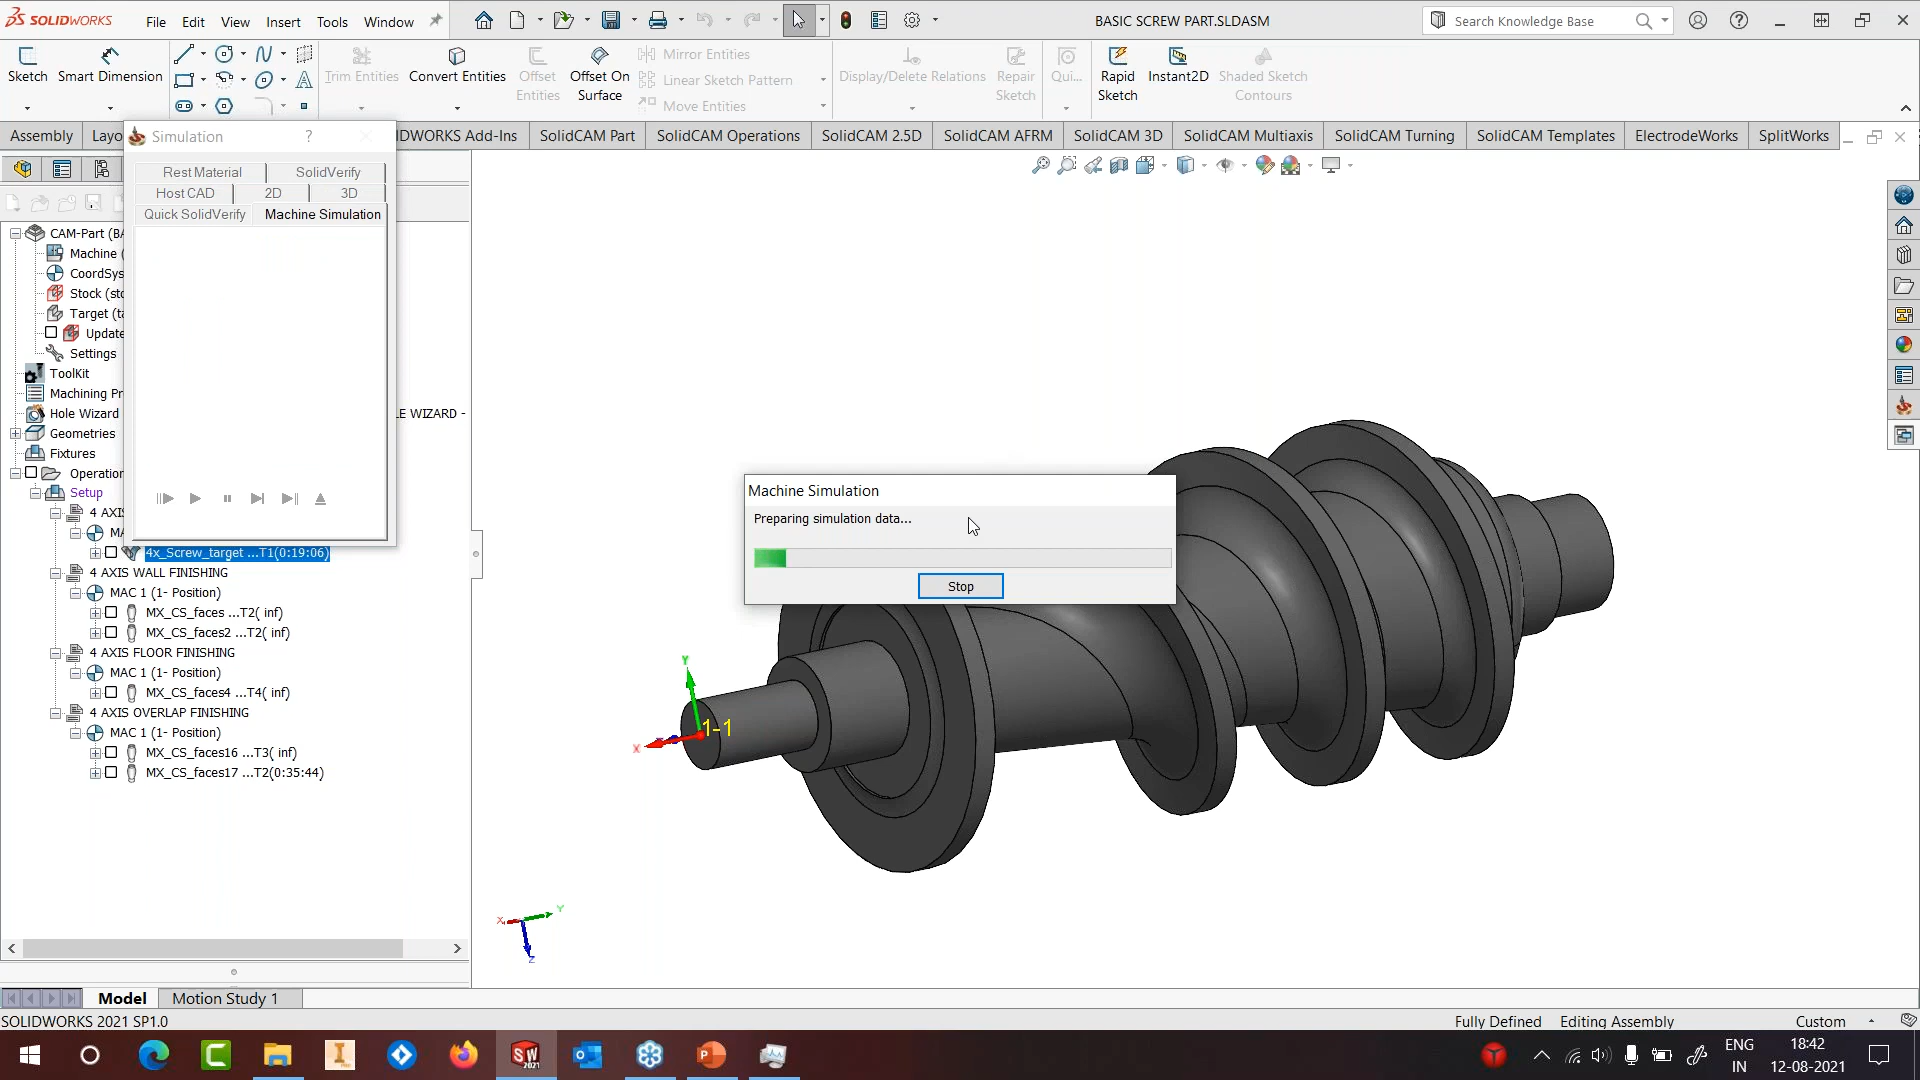 SOLIDWORKS File Edit View Insert Tools Window BASIC SCREW PART.SLDASM Search Knowledge Base
Sketch Smart Dimension Trim Entities Convert Entities Offset Entities Offset On Surface Mirror Entities Display/Delete Relations Repair Sketch Qui... Rapid Sketch Instant2D Shaded Sketch Contours
Linear Sketch Pattern
Move Entities
Assembly Layo IDWORKS Add-Ins SolidCAM Part SolidCAM Operations SolidCAM 2.5D SolidCAM AFRM SolidCAM 3D SolidCAM Multiaxis SolidCAM Turning SolidCAM Templates ElectrodeWorks SplitWorks
Simulation ?
Rest Material SolidVerify
Host CAD 2D 3D
Quick SolidVerify Machine Simulation
CAM-Part (BA
Machine (
CoordSys
Stock (sto
Target (ta
Update
Settings
ToolKit
Machining Pr
Hole Wizard LE WIZARD -
Geometries
Fixtures
Operation
Setup
4 AXIS
MA
4x_Screw_target ...T1(0:19:06)
4 AXIS WALL FINISHING
MAC 1 (1- Position)
MX_CS_faces ...T2( inf)
MX_CS_faces2 ...T2( inf)
4 AXIS FLOOR FINISHING
MAC 1 (1- Position)
MX_CS_faces4 ...T4( inf)
4 AXIS OVERLAP FINISHING
MAC 1 (1- Position)
MX_CS_faces16 ...T3( inf)
MX_CS_faces17 ...T2(0:35:44)
Machine Simulation
Preparing simulation data...
Stop
Y
1-1
X
X Y
Z
Model Motion Study 1
SOLIDWORKS 2021 SP1.0 Fully Defined Editing Assembly Custom
ENG 18:42
IN 12-08-2021